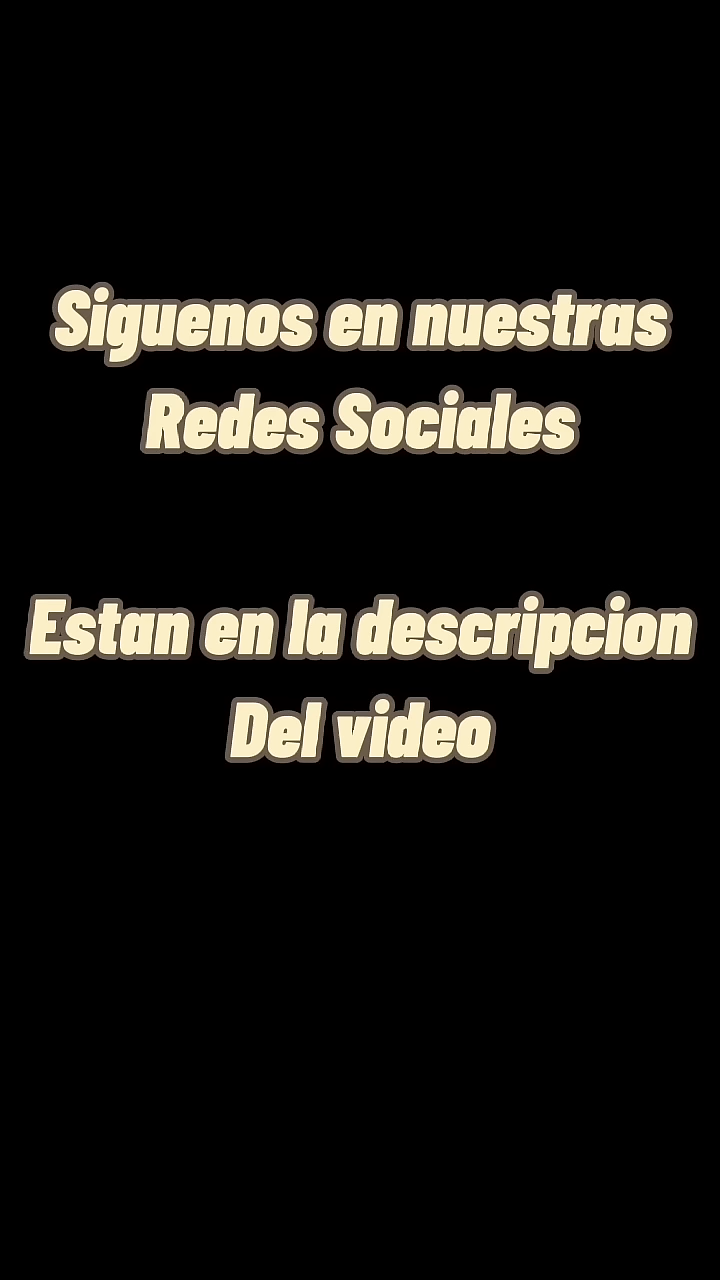 Siguenos en nuestras
Redes Sociales
Estan en la descripcion
Del video